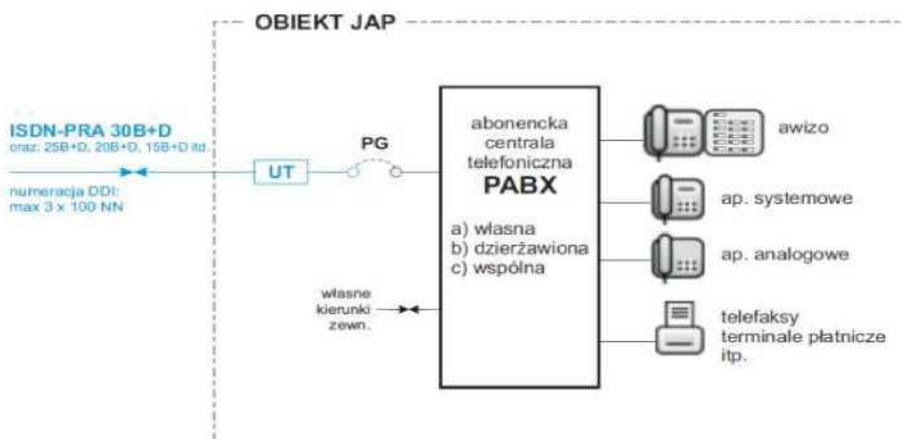 OBIEKT JAP
ISDN-PRA 30B+D
oraz: 25B+D, 20B+D, 15B+D itd.
numeracja DDI:
max 3 x 100 NN
UT
PG
abonencka
centrala
telefoniczna
PABX
a) własna
b) dzierżawiona
c) wspólna
własne
kierunki
zewn.
awizo
ap. systemowe
ap. analogowe
telefaksy
terminale płatnicze
itp.